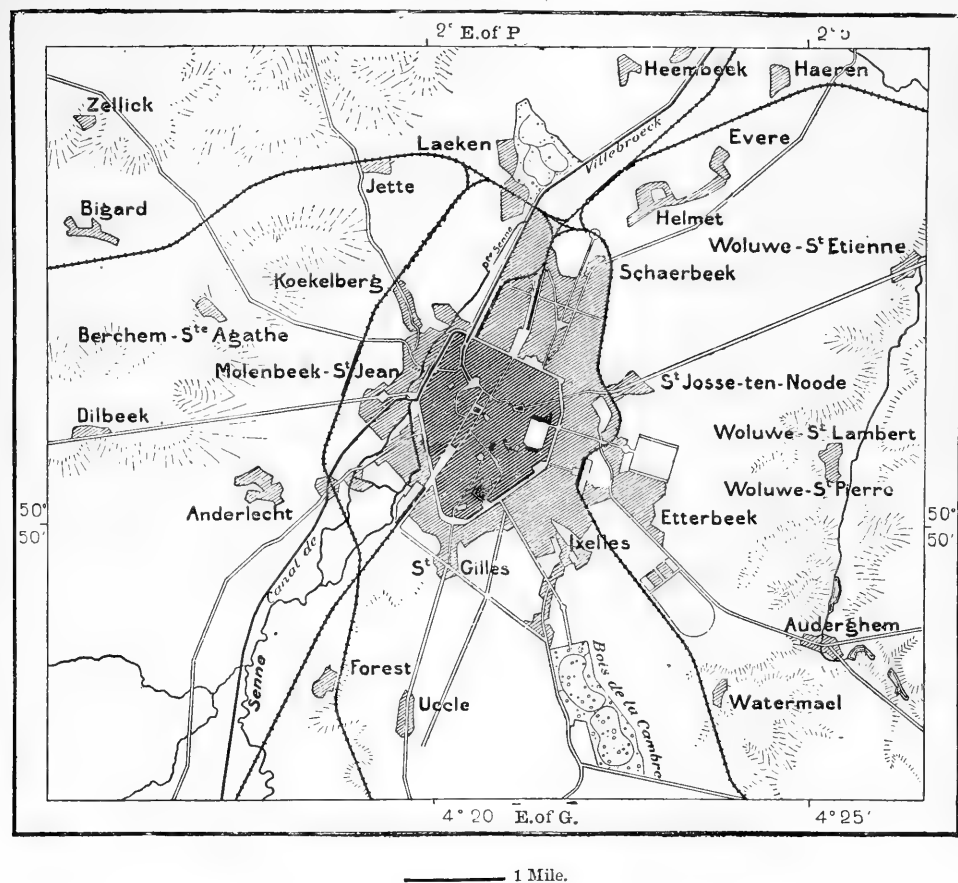 2° E. of P
2°5
Heembeck
Haeren
Zellick
Laeken
Villebroeck
Evere
Jette
Bigard
Helmet
Woluwe-St Etienne
pte Senne
Schaerbeek
Koekelberg
Berchem-Ste Agathe
Molenbeek-St Jean
St Josse-ten-Noode
Dilbeek
Woluwe-St Lambert
Woluwe-St Pierre
Anderlecht
Etterbeek
50°
50'
50°
50'
Ixelles
Canal de
St Gilles
Auderghem
Bois de la Cambre
Forest
Senne
Uccle
Watermael
4° 20' E. of G.
4° 25'
1 Mile.